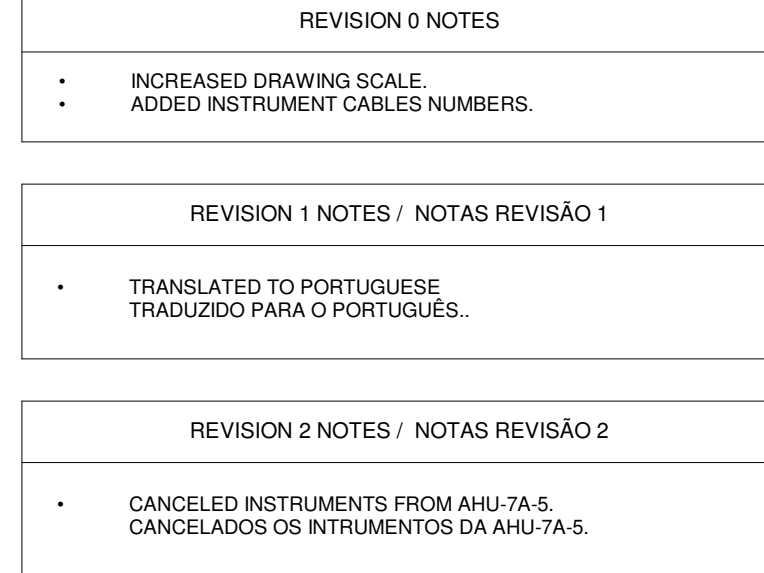 REVISION 0 NOTES
• INCREASED DRAWING SCALE.
• ADDED INSTRUMENT CABLES NUMBERS.
REVISION 1 NOTES / NOTAS REVISÃO 1
• TRANSLATED TO PORTUGUESE
TRADUZIDO PARA O PORTUGUÊS..
REVISION 2 NOTES / NOTAS REVISÃO 2
• CANCELED INSTRUMENTS FROM AHU-7A-5.
CANCELADOS OS INTRUMENTOS DA AHU-7A-5.